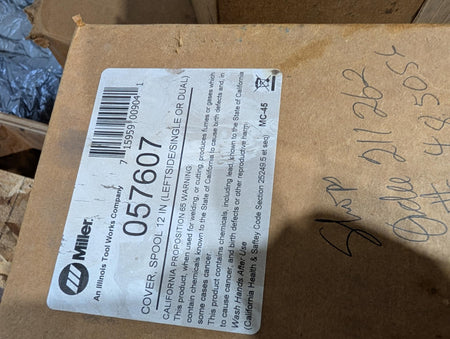 Miller
An Illinois Tool Works Company
7 15959 00904 1
057607
COVER, SPOOL 12 IN (LEFTSIDE/SINGLE OR DUAL)
CALIFORNIA PROPOSITION 65 WARNING
This product, when used for welding, or cutting, produces fumes or gases which
contain chemicals known to the State of California to cause birth defects and, in
some cases cancer.
This product contains chemicals, including lead, known to the State of California
to cause cancer, and birth defects or other reproductive harm.
Wash Hands After Use
(California Health & Saftey Code Section 25249.5 et seq)
MC-45
Shop 211262
485054